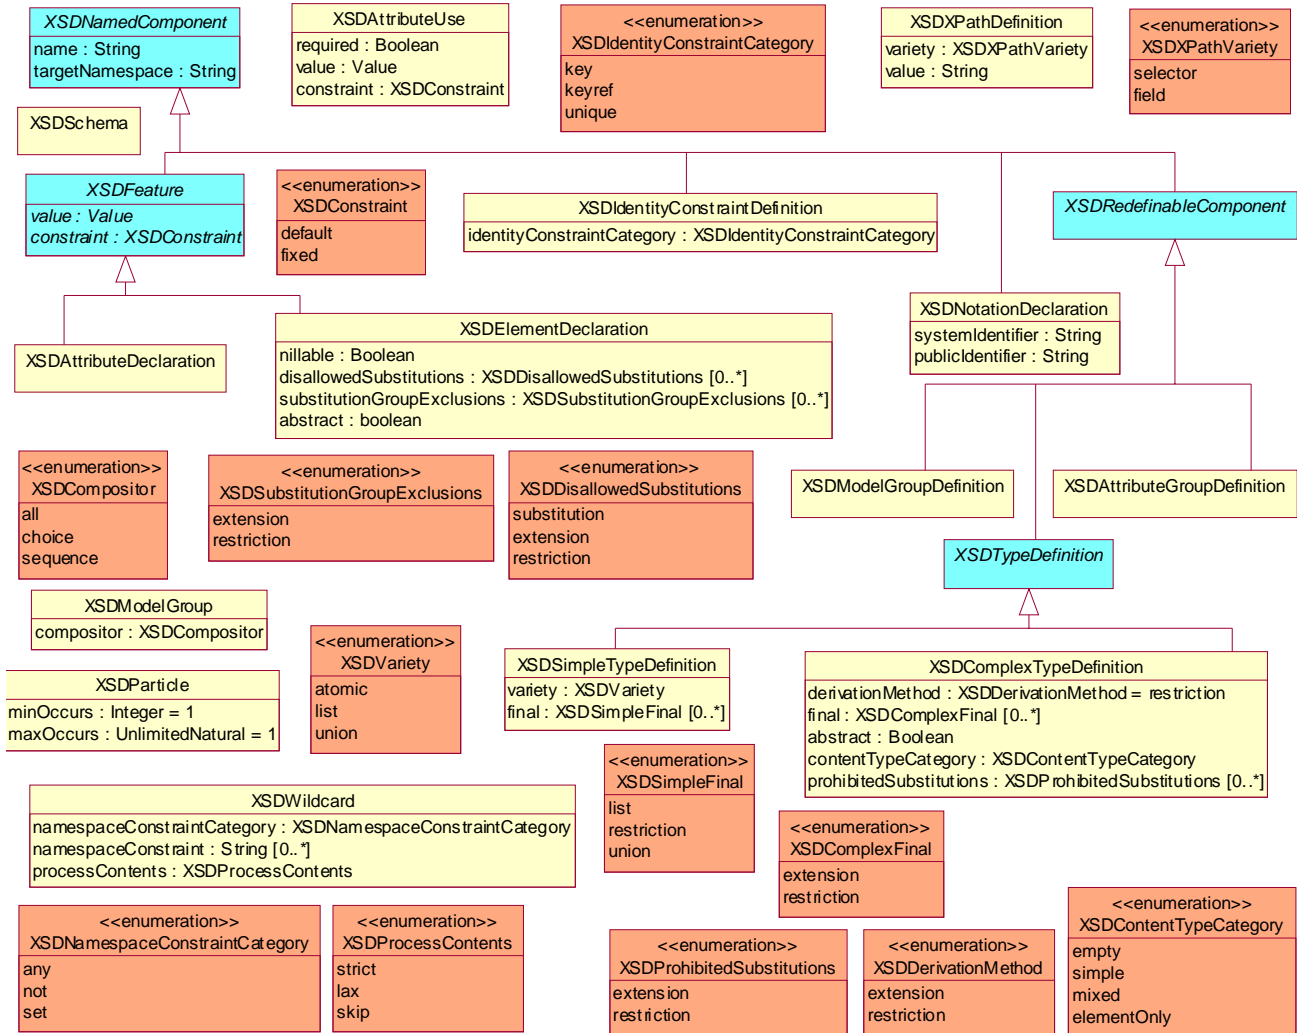 XSDNamedComponent
name : String
targetNamespace : String
XSDAttributeUse
required : Boolean
value : Value
constraint : XSDConstraint
<<enumeration>>
XSDIdentityConstraintCategory
key
keyref
unique
XSDXPathDefinition
variety : XSDXPathVariety
value : String
<<enumeration>>
XSDXPathVariety
selector
field
XSDSchema
XSDFeature
value : Value
constraint : XSDConstraint
<<enumeration>>
XSDConstraint
default
fixed
XSDIdentityConstraintDefinition
identityConstraintCategory : XSDIdentityConstraintCategory
XSDRedefinableComponent
XSDNotationDeclaration
systemIdentifier : String
publicIdentifier : String
XSDAttributeDeclaration
XSDElementDeclaration
nillable : Boolean
disallowedSubstitutions : XSDDisallowedSubstitutions [0..*]
substitutionGroupExclusions : XSDSubstitutionGroupExclusions [0..*]
abstract : boolean
<<enumeration>>
XSDCompositor
all
choice
sequence
<<enumeration>>
XSDSubstitutionGroupExclusions
extension
restriction
<<enumeration>>
XSDDisallowedSubstitutions
substitution
extension
restriction
XSDModelGroupDefinition
XSDAttributeGroupDefinition
XSDTypeDefinition
XSDModelGroup
compositor : XSDCompositor
<<enumeration>>
XSDVariety
atomic
list
union
XSDSimpleTypeDefinition
variety : XSDVariety
final : XSDSimpleFinal [0..*]
XSDComplexTypeDefinition
derivationMethod : XSDDerivationMethod = restriction
final : XSDComplexFinal [0..*]
abstract : Boolean
contentTypeCategory : XSDContentTypeCategory
prohibitedSubstitutions : XSDProhibitedSubstitutions [0..*]
XSDParticle
minOccurs : Integer = 1
maxOccurs : UnlimitedNatural = 1
<<enumeration>>
XSDSimpleFinal
list
restriction
union
XSDWildcard
namespaceConstraintCategory : XSDNamespaceConstraintCategory
namespaceConstraint : String [0..*]
processContents : XSDProcessContents
<<enumeration>>
XSDComplexFinal
extension
restriction
<<enumeration>>
XSDNamespaceConstraintCategory
any
not
set
<<enumeration>>
XSDProcessContents
strict
lax
skip
<<enumeration>>
XSDProhibitedSubstitutions
extension
restriction
<<enumeration>>
XSDDerivationMethod
extension
restriction
<<enumeration>>
XSDContentTypeCategory
empty
simple
mixed
elementOnly